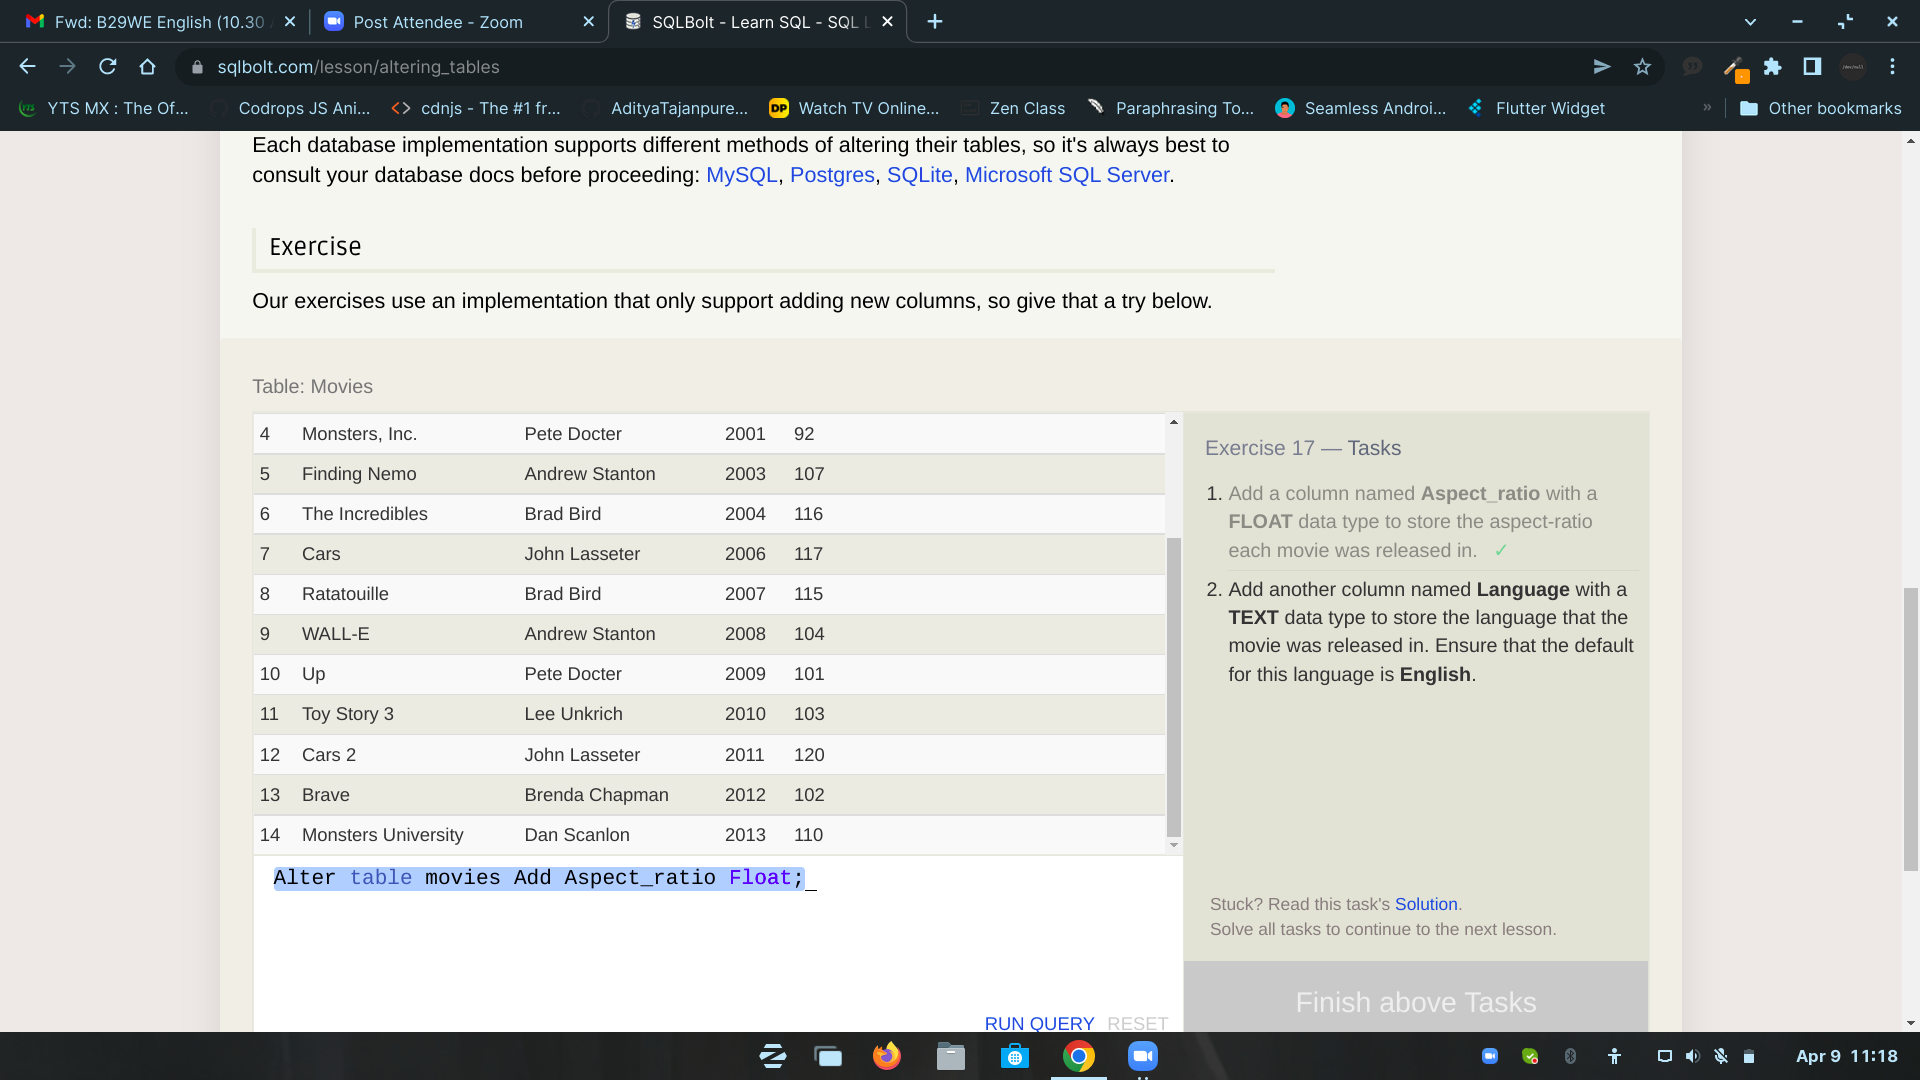 Fwd: B29WE English (10.30
Post Attendee - Zoom
SQLBolt - Learn SQL - SQL L
sqlbolt.com/lesson/altering_tables
YTS MX : The Of...
Codrops JS Ani...
cdnjs - The #1 fr...
AdityaTajanpure...
DP Watch TV Online...
Zen Class
Paraphrasing To...
Seamless Androi...
Flutter Widget
»
Other bookmarks
Each database implementation supports different methods of altering their tables, so it's always best to
consult your database docs before proceeding: MySQL, Postgres, SQLite, Microsoft SQL Server.
Exercise
Our exercises use an implementation that only support adding new columns, so give that a try below.
Table: Movies
4 Monsters, Inc. Pete Docter 2001 92
5 Finding Nemo Andrew Stanton 2003 107
6 The Incredibles Brad Bird 2004 116
7 Cars John Lasseter 2006 117
8 Ratatouille Brad Bird 2007 115
9 WALL-E Andrew Stanton 2008 104
10 Up Pete Docter 2009 101
11 Toy Story 3 Lee Unkrich 2010 103
12 Cars 2 John Lasseter 2011 120
13 Brave Brenda Chapman 2012 102
14 Monsters University Dan Scanlon 2013 110
Alter table movies Add Aspect_ratio Float;
RUN QUERY RESET
Exercise 17 — Tasks
1. Add a column named Aspect_ratio with a
FLOAT data type to store the aspect-ratio
each movie was released in. ✓
2. Add another column named Language with a
TEXT data type to store the language that the
movie was released in. Ensure that the default
for this language is English.
Stuck? Read this task's Solution.
Solve all tasks to continue to the next lesson.
Finish above Tasks
Apr 9 11:18